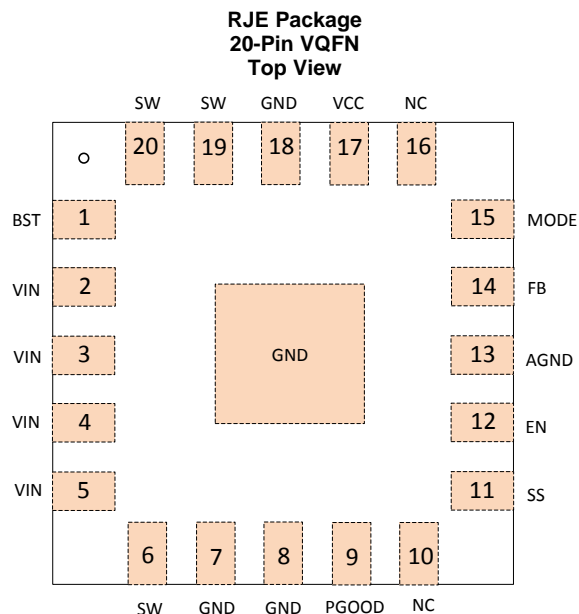 RJE Package
20-Pin VQFN
Top View
SW SW GND VCC NC
20 19 18 17 16
BST 1 15 MODE
VIN 2 14 FB
VIN 3 GND 13 AGND
VIN 4 12 EN
VIN 5 11 SS
6 7 8 9 10
SW GND GND PGOOD NC